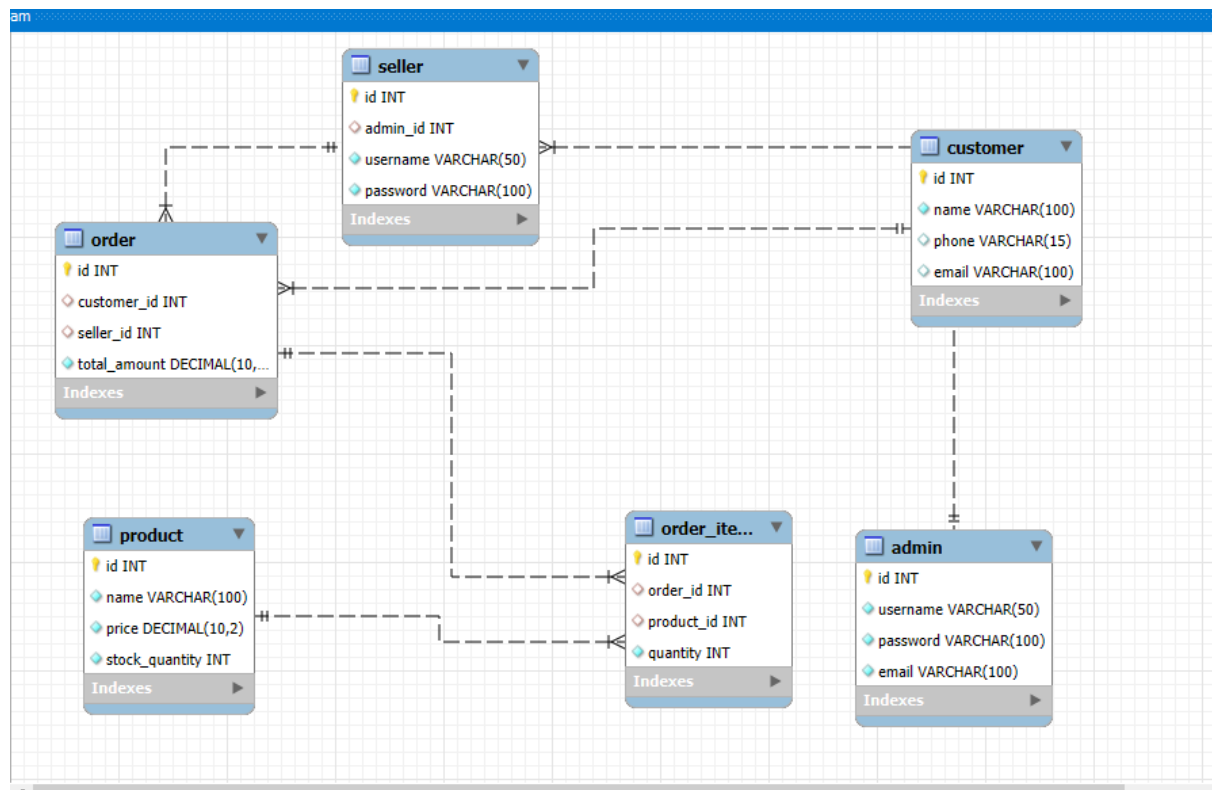 am
seller
id INT
admin_id INT
username VARCHAR(50)
password VARCHAR(100)
Indexes
customer
id INT
name VARCHAR(100)
phone VARCHAR(15)
email VARCHAR(100)
Indexes
order
id INT
customer_id INT
seller_id INT
total_amount DECIMAL(10,...
Indexes
product
id INT
name VARCHAR(100)
price DECIMAL(10,2)
stock_quantity INT
Indexes
order_ite...
id INT
order_id INT
product_id INT
quantity INT
Indexes
admin
id INT
username VARCHAR(50)
password VARCHAR(100)
email VARCHAR(100)
Indexes